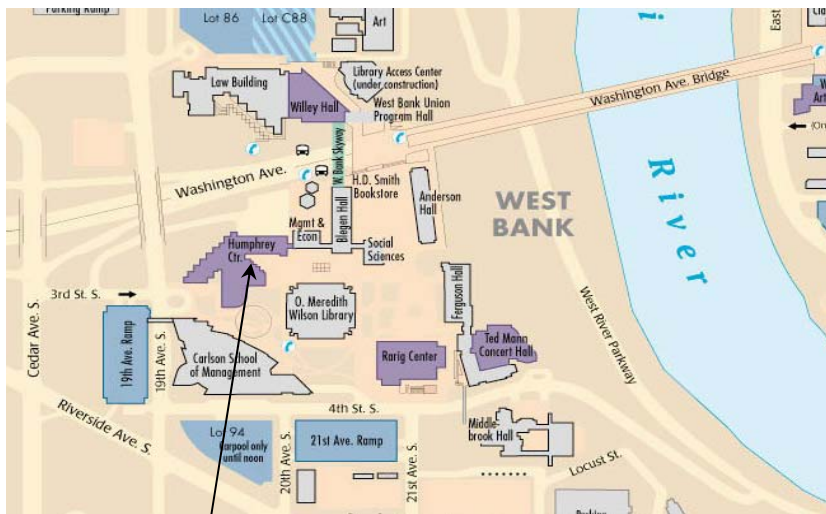 Parking Ramp
Lot 86
Lot C88
Art
East
i
Law Building
Library Access Center
(under construction)
Willey Hall
West Bank Union
Program Hall
Washington Ave. Bridge
Art
(On
W. Bank Skyway
Washington Ave.
H.D. Smith
Bookstore
Anderson
Hall
WEST
BANK
River
Mgmt &
Econ
Blegen Hall
Social
Sciences
Humphrey
Ctr.
3rd St. S.
Cedar Ave. S.
19th Ave. Ramp
19th Ave. S.
O. Meredith
Wilson Library
Ferguson Hall
West River Parkway
Carlson School
of Management
Rarig Center
Ted Mann
Concert Hall
Riverside Ave. S.
4th St. S.
Lot 94
Carpool only
until noon
20th Ave. S.
21st Ave. Ramp
21st Ave. S.
Middle-
brook Hall
Locust St.
Parking